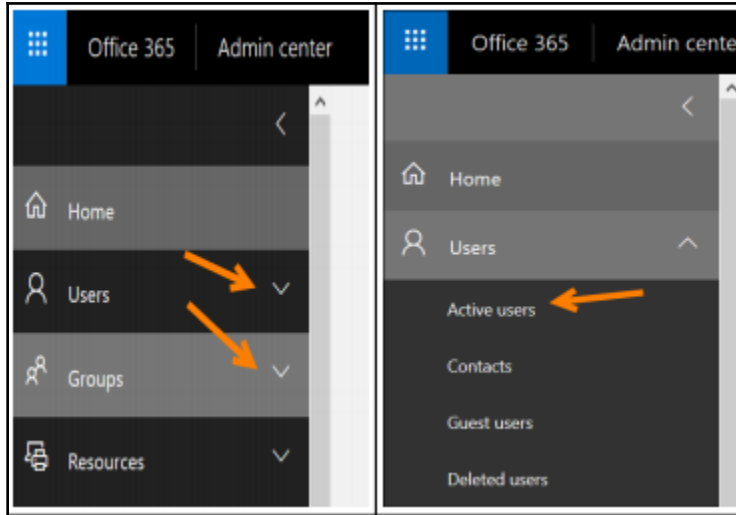 Office 365 Admin center
Home
Users
Groups
Resources
Office 365 Admin cente
Home
Users
Active users
Contacts
Guest users
Deleted users